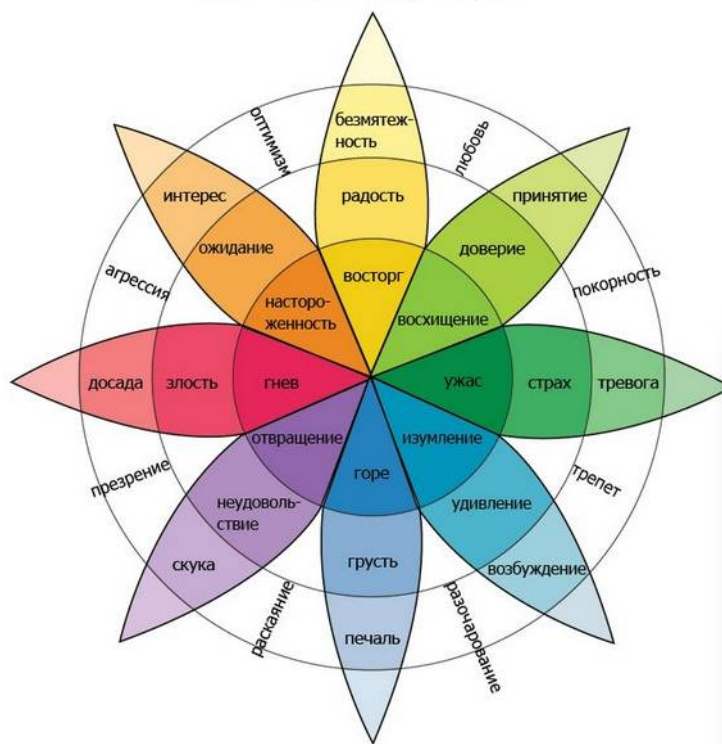 безмятеж-
ность
оптимизм
любовь
интерес
радость
принятие
ожидание
доверие
агрессия
восторг
покорность
насторо-
женность
восхищение
досада
злость
гнев
ужас
страх
тревога
отвращение
изумление
презрение
горе
трепет
неудоволь-
ствие
удивление
скука
грусть
возбуждение
раскаяние
печаль
разочарование